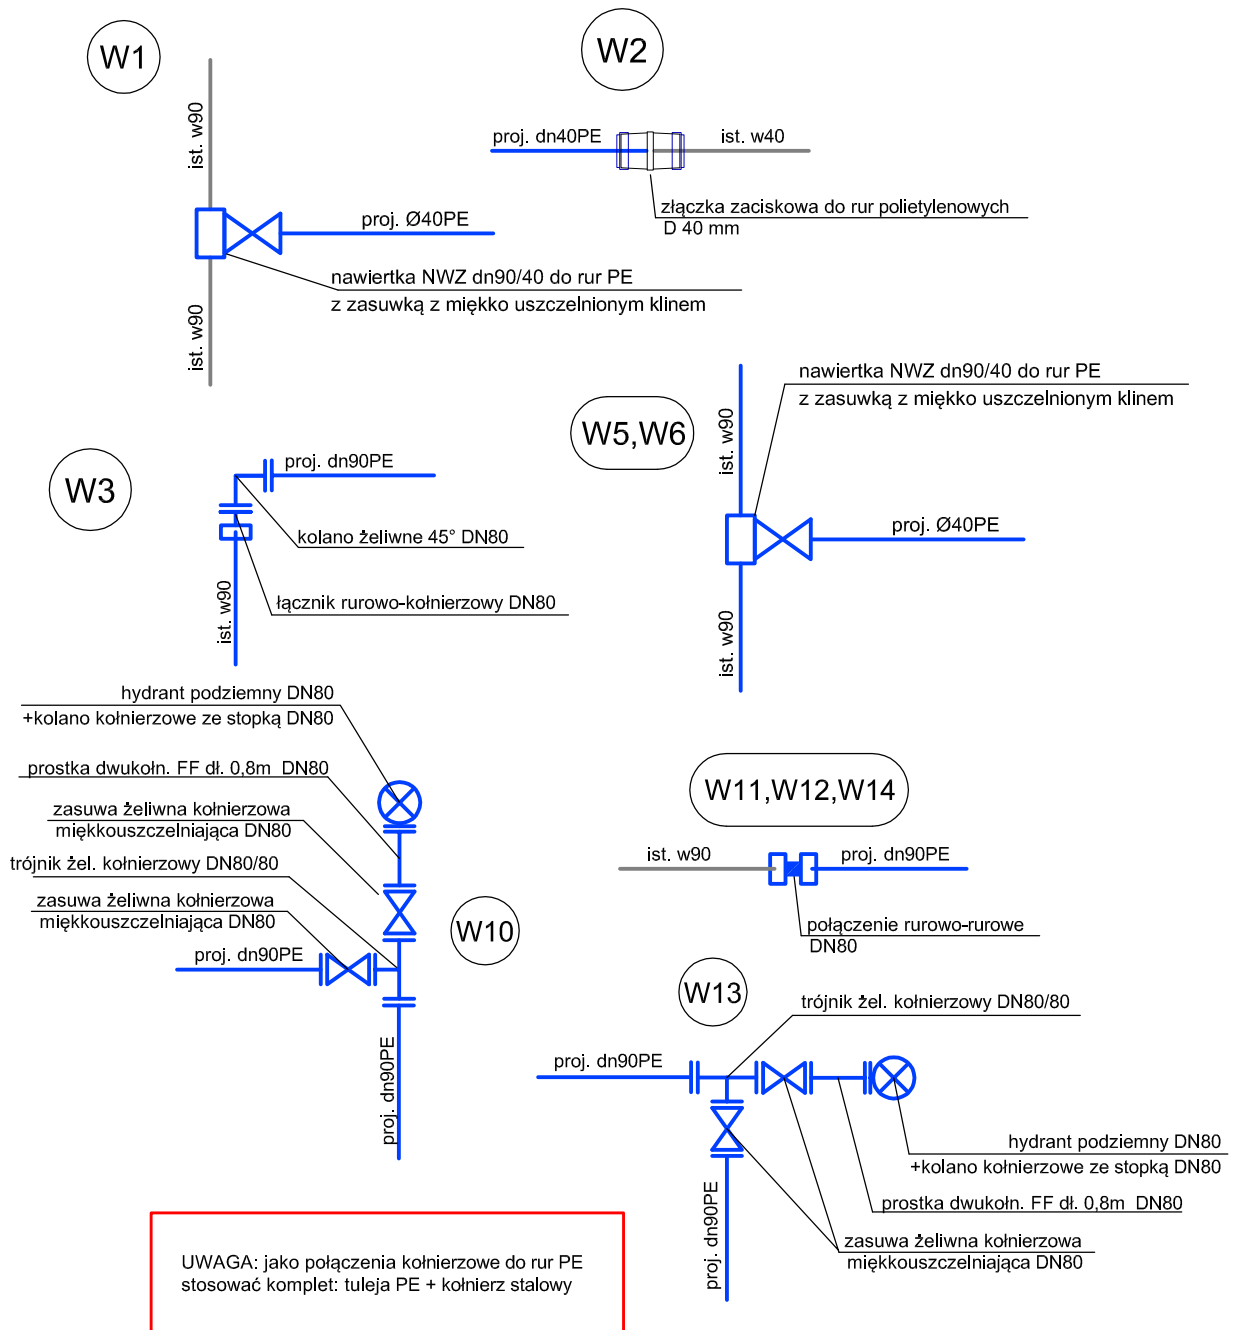 W1
ist. w90
proj. Ø40PE
nawiertka NWZ dn90/40 do rur PE
z zasuwką z miękko uszczelnionym klinem
ist. w90
W2
proj. dn40PE
ist. w40
złączka zaciskowa do rur polietylenowych
D 40 mm
W5,W6
nawiertka NWZ dn90/40 do rur PE
z zasuwką z miękko uszczelnionym klinem
ist. w90
proj. Ø40PE
ist. w90
W3
proj. dn90PE
kolano żeliwne 45° DN80
łącznik rurowo-kołnierzowy DN80
ist. w90
hydrant podziemny DN80
+kolano kołnierzowe ze stopką DN80
prostka dwukołn. FF dł. 0,8m DN80
zasuwa żeliwna kołnierzowa
miękkouszczelniająca DN80
trójnik żel. kołnierzowy DN80/80
zasuwa żeliwna kołnierzowa
miękkouszczelniająca DN80
proj. dn90PE
W10
proj. dn90PE
W11,W12,W14
ist. w90
proj. dn90PE
połączenie rurowo-rurowe
DN80
W13
trójnik żel. kołnierzowy DN80/80
proj. dn90PE
hydrant podziemny DN80
+kolano kołnierzowe ze stopką DN80
prostka dwukołn. FF dł. 0,8m DN80
zasuwa żeliwna kołnierzowa
miękkouszczelniająca DN80
proj. dn90PE
UWAGA: jako połączenia kołnierzowe do rur PE
stosować komplet: tuleja PE + kołnierz stalowy